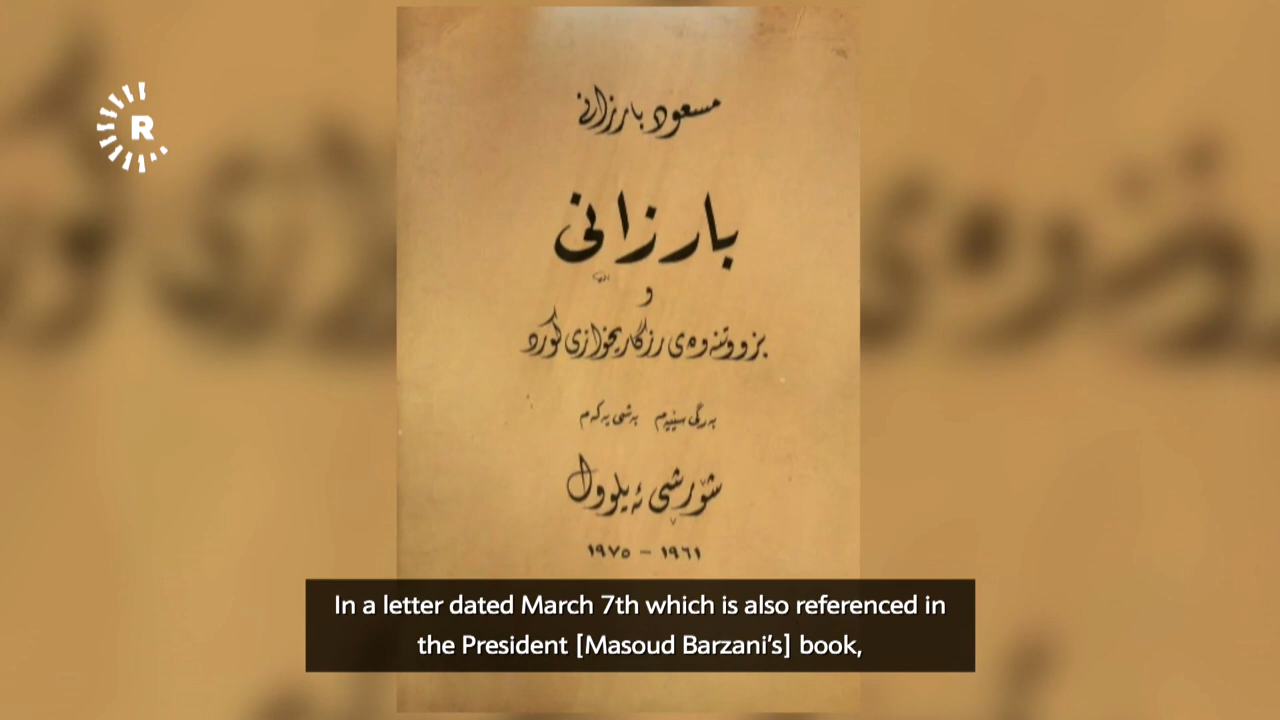 R
مسعود بارزانی
بارزانی
و
بزووتنەوەی رزگاریخوازی کورد
بەرگی سێیەم بەشی یەکەم
شۆڕشی ئەیلوول
١٩٦١ – ١٩٧٥
In a letter dated March 7th which is also referenced in
the President [Masoud Barzani's] book,